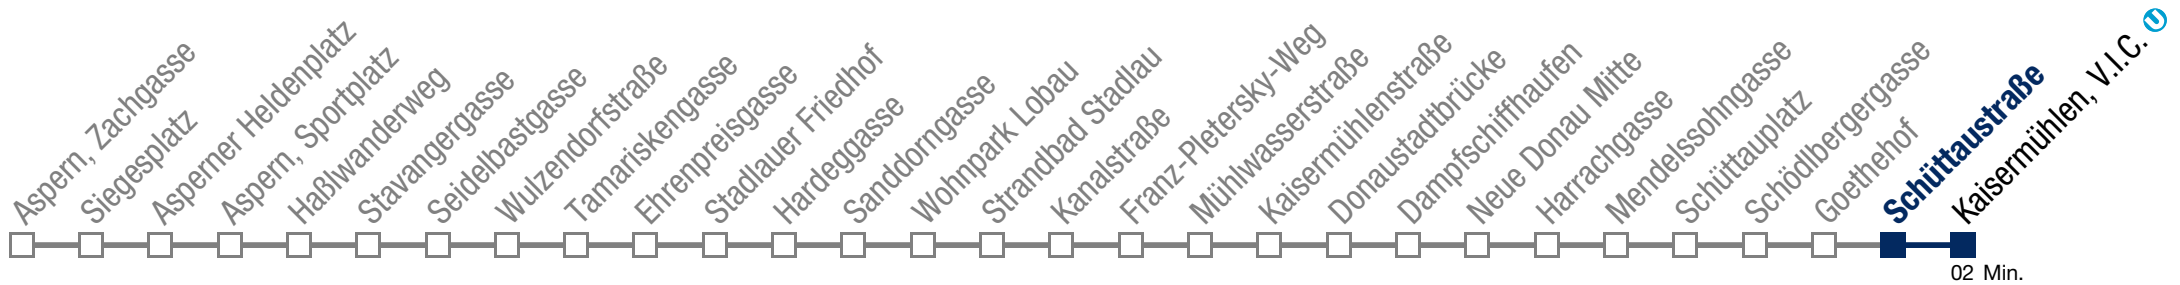 Aspern, Zachgasse
Siegesplatz
Asperner Heldenplatz
Aspern, Sportplatz
Haßlwanderweg
Stavangergasse
Seidelbastgasse
Wulzendorfstraße
Tamariskengasse
Ehrenpreisgasse
Stadlauer Friedhof
Hardeggasse
Sanddorngasse
Wohnpark Lobau
Strandbad Stadlau
Kanalstraße
Franz-Pletersky-Weg
Mühlwasserstraße
Kaisermühlenstraße
Donaustadtbrücke
Dampfschiffhaufen
Neue Donau Mitte
Harrachgasse
Mendelssohngasse
Schüttauplatz
Schödlbergergasse
Goethehof
Schüttaustraße
Kaisermühlen, V.I.C. U
02 Min.